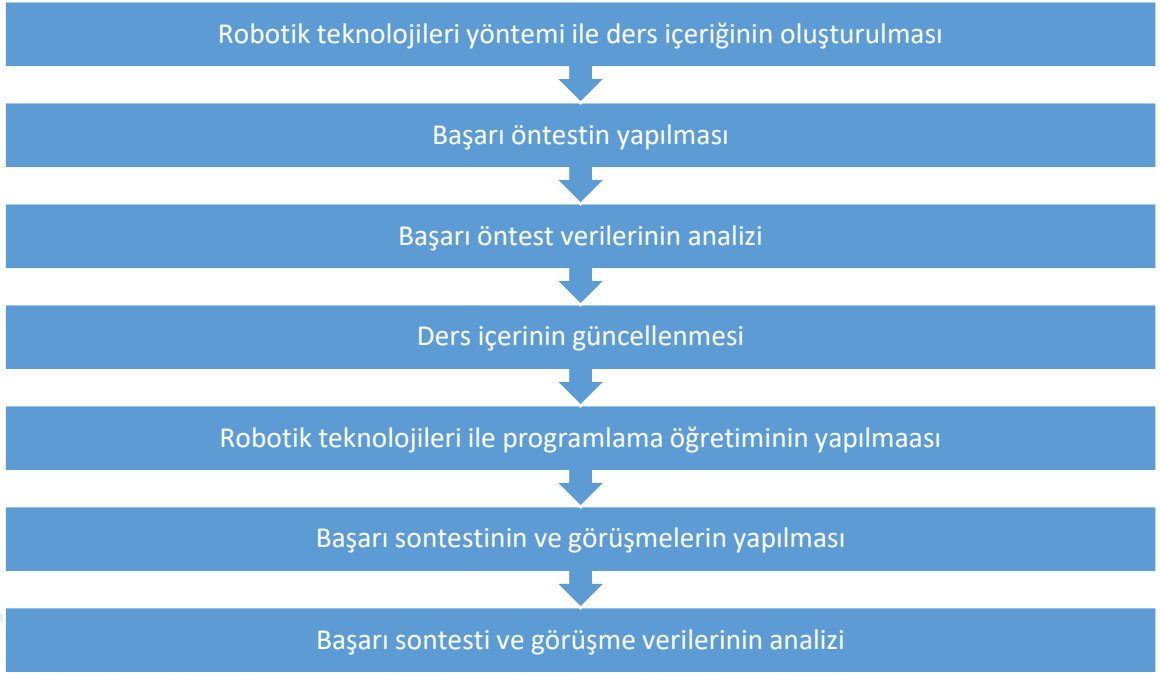 Robotik teknolojileri yöntemi ile ders içeriğinin oluşturulması
Başarı öntestin yapılması
Başarı öntest verilerinin analizi
Ders içerinin güncellenmesi
Robotik teknolojileri ile programlama öğretiminin yapılmaası
Başarı sontestinin ve görüşmelerin yapılması
Başarı sontesti ve görüşme verilerinin analizi